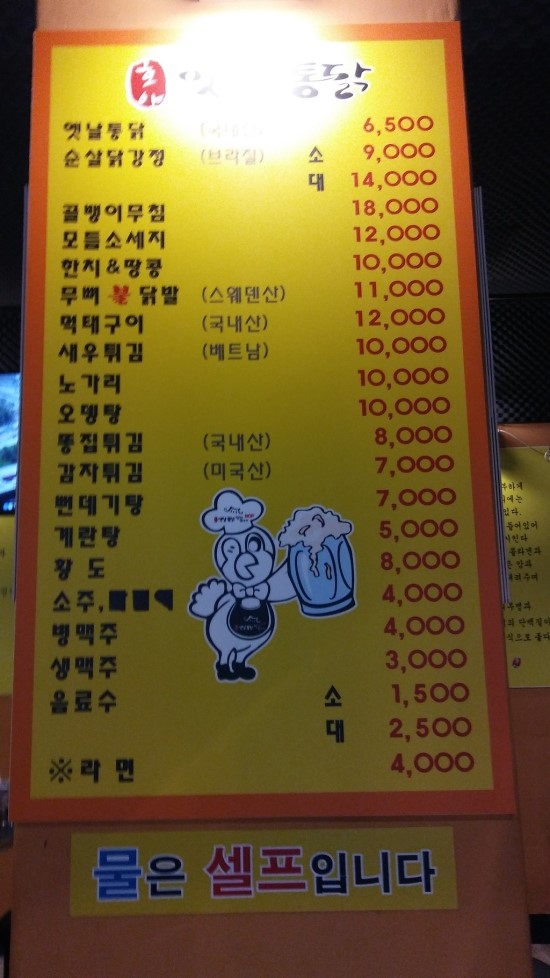 통닭
옛날통닭 (국내산) 6,500
순살닭강정 (브라질) 소 9,000
대 14,000
골뱅이무침 18,000
모듬소세지 12,000
한치&땅콩 10,000
무뼈 불 닭발 (스웨덴산) 11,000
먹태구이 (국내산) 12,000
새우튀김 (베트남) 10,000
노가리 10,000
오뎅탕 10,000
똥집튀김 (국내산) 8,000
감자튀김 (미국산) 7,000
뻔데기탕 7,000
계란탕 5,000
황 도 8,000
소주, 4,000
병맥주 4,000
생맥주 3,000
음료수 소 1,500
대 2,500
※라 면 4,000
물은 셀프입니다